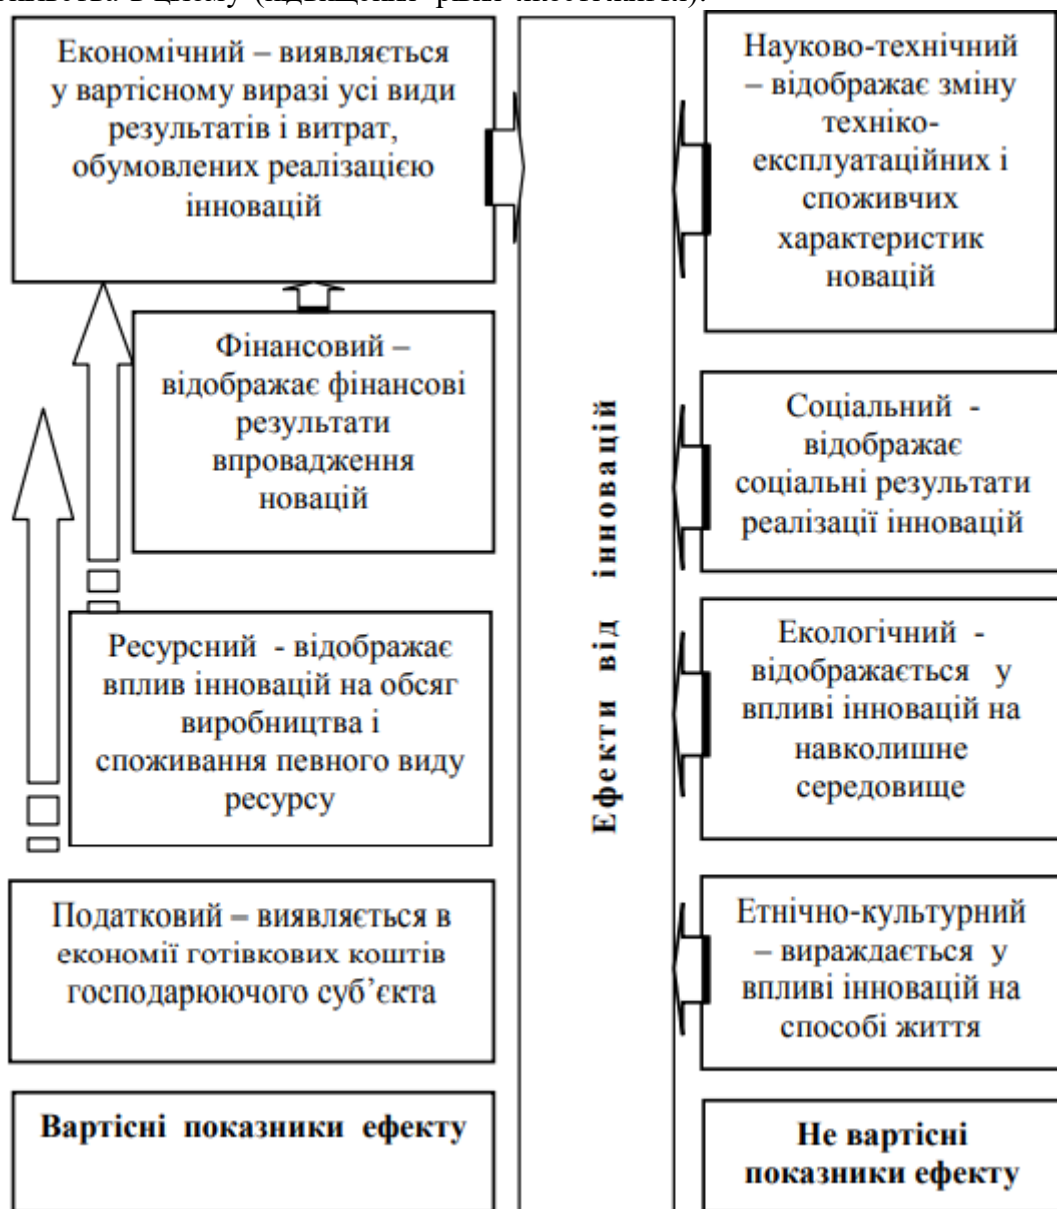 Економічний – виявляється
у вартісному виразі усі види
результатів і витрат,
обумовлених реалізацією
інновацій
Фінансовий –
відображає фінансові
результати
впровадження
новацій
Ресурсний - відображає
вплив інновацій на обсяг
виробництва і
споживання певного виду
ресурсу
Податковий – виявляється в
економії готівкових коштів
господарюючого суб’єкта
Вартісні показники ефекту
Ефекти від інновацій
Науково-технічний
– відображає зміну
техніко-
експлуатаційних і
споживчих
характеристик
новацій
Соціальний -
відображає
соціальні результати
реалізації інновацій
Екологічний -
відображається у
впливі інновацій на
навколишнє
середовище
Етнічно-культурний
– вираждається у
впливі інновацій на
способі життя
Не вартісні
показники ефекту